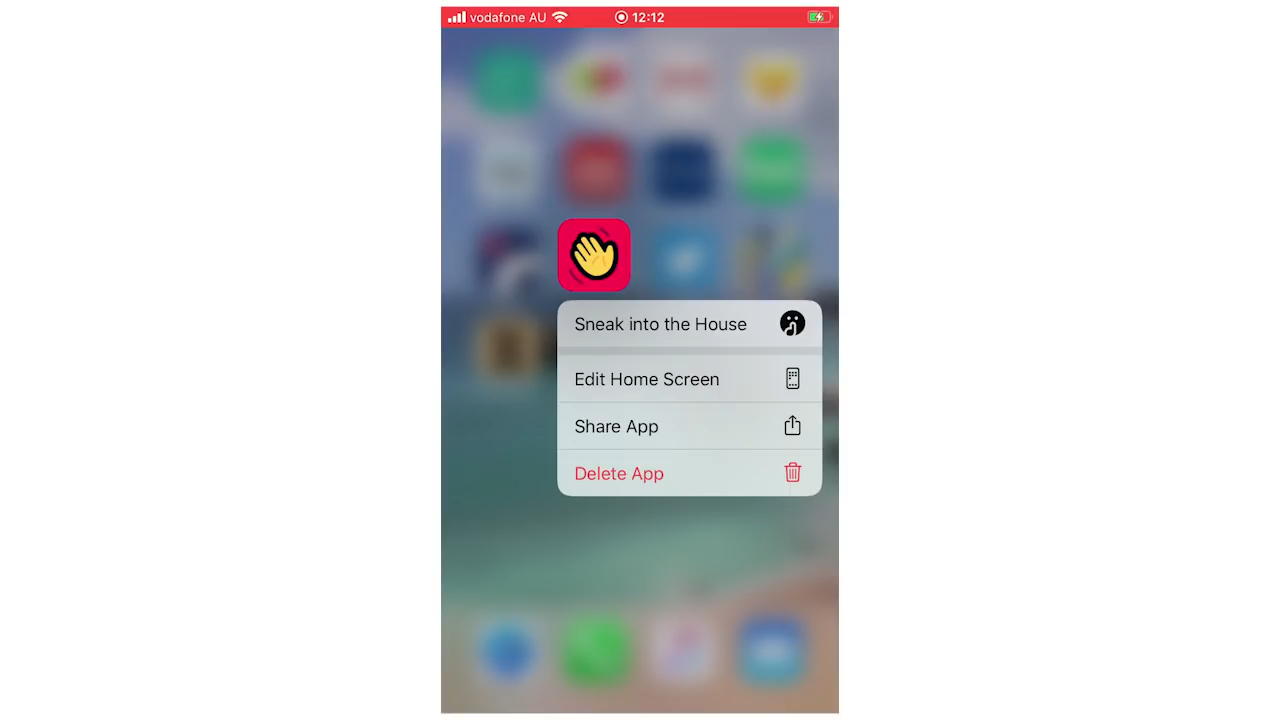 vodafone AU 12:12
Sneak into the House
Edit Home Screen
Share App
Delete App